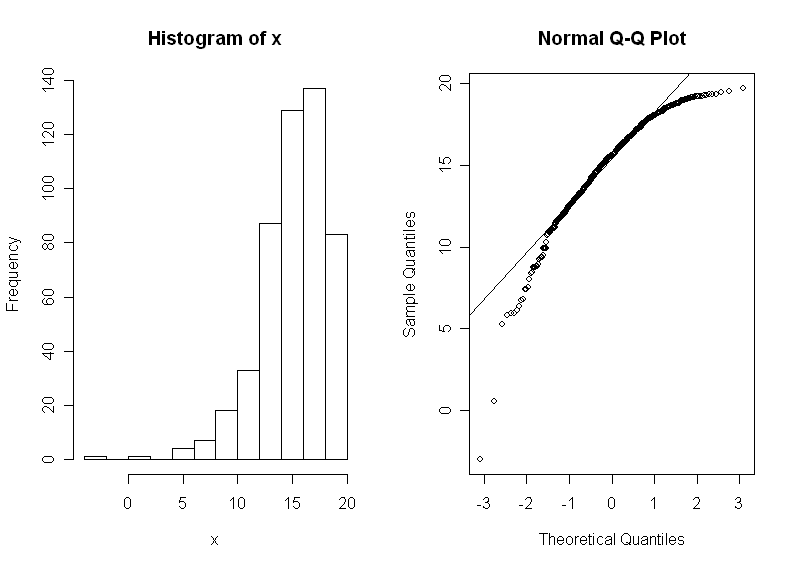 Histogram of x
Frequency
0 20 40 60 80 100 120 140
0 5 10 15 20
x
Normal Q-Q Plot
Sample Quantiles
0 5 10 15 20
-3 -2 -1 0 1 2 3
Theoretical Quantiles